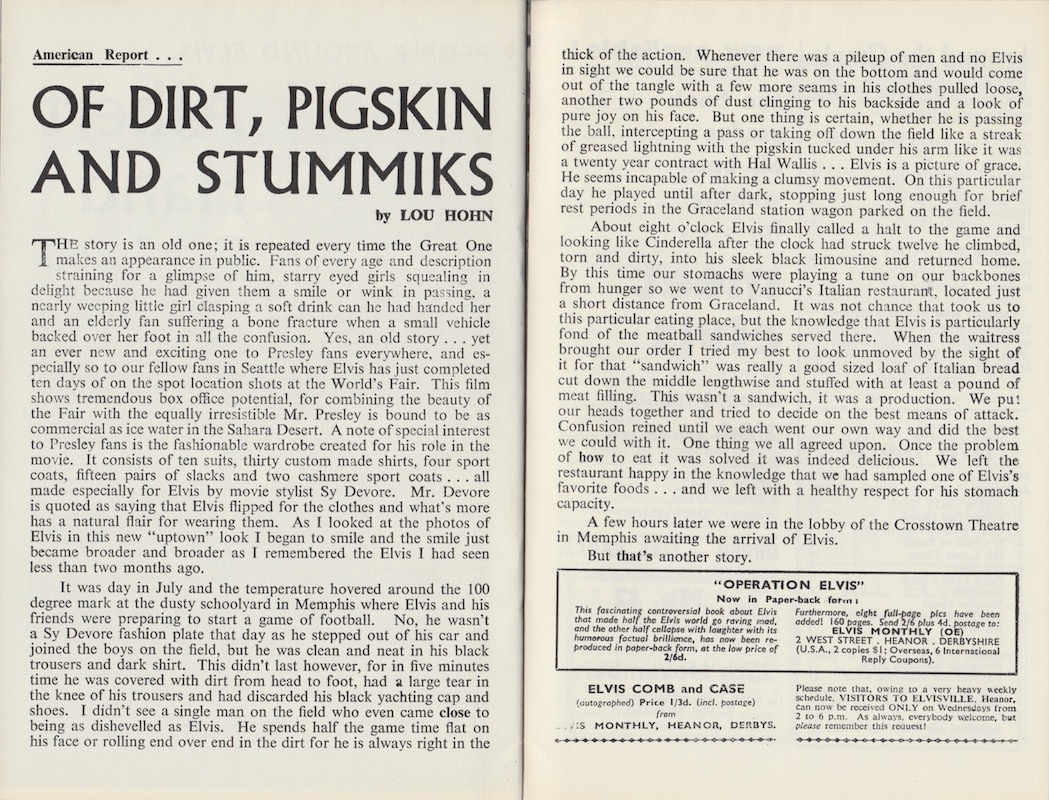 American Report . . .
OF DIRT, PIGSKIN
AND STUMMIKS
by LOU HOHN
THE story is an old one; it is repeated every time the Great One
makes an appearance in public. Fans of every age and description
straining for a glimpse of him, starry eyed girls squealing in
delight because he had given them a smile or wink in passing, a
nearly weeping little girl clasping a soft drink can he had handed her
and an elderly fan suffering a bone fracture when a small vehicle
backed over her foot in all the confusion. Yes, an old story . . . yet
an ever new and exciting one to Presley fans everywhere, and es-
pecially so to our fellow fans in Seattle where Elvis has just completed
ten days of on the spot location shots at the World's Fair. This film
shows tremendous box office potential, for combining the beauty of
the Fair with the equally irresistible Mr. Presley is bound to be as
commercial as ice water in the Sahara Desert. A note of special interest
to Presley fans is the fashionable wardrobe created for his role in the
movie. It consists of ten suits, thirty custom made shirts, four sport
coats, fifteen pairs of slacks and two cashmere sport coats . . . all
made especially for Elvis by movie stylist Sy Devore. Mr. Devore
is quoted as saying that Elvis flipped for the clothes and what's more
has a natural flair for wearing them. As I looked at the photos of
Elvis in this new "uptown" look I began to smile and the smile just
became broader and broader as I remembered the Elvis I had seen
less than two months ago.
It was day in July and the temperature hovered around the 100
degree mark at the dusty schoolyard in Memphis where Elvis and his
friends were preparing to start a game of football. No, he wasn't
a Sy Devore fashion plate that day as he stepped out of his car and
joined the boys on the field, but he was clean and neat in his black
trousers and dark shirt. This didn't last however, for in five minutes
time he was covered with dirt from head to foot, had a large tear in
the knee of his trousers and had discarded his black yachting cap and
shoes. I didn't see a single man on the field who even came close to
being as dishevelled as Elvis. He spends half the game time flat on
his face or rolling end over end in the dirt for he is always right in the
thick of the action. Whenever there was a pileup of men and no Elvis
in sight we could be sure that he was on the bottom and would come
out of the tangle with a few more seams in his clothes pulled loose,
another two pounds of dust clinging to his backside and a look of
pure joy on his face. But one thing is certain, whether he is passing
the ball, intercepting a pass or taking off down the field like a streak
of greased lightning with the pigskin tucked under his arm like it was
a twenty year contract with Hal Wallis . . . Elvis is a picture of grace.
He seems incapable of making a clumsy movement. On this particular
day he played until after dark, stopping just long enough for brief
rest periods in the Graceland station wagon parked on the field.
About eight o'clock Elvis finally called a halt to the game and
looking like Cinderella after the clock had struck twelve he climbed,
torn and dirty, into his sleek black limousine and returned home.
By this time our stomachs were playing a tune on our backbones
from hunger so we went to Vanucci's Italian restaurant, located just
a short distance from Graceland. It was not chance that took us to
this particular eating place, but the knowledge that Elvis is particularly
fond of the meatball sandwiches served there. When the waitress
brought our order I tried my best to look unmoved by the sight of
it for that "sandwich" was really a good sized loaf of Italian bread
cut down the middle lengthwise and stuffed with at least a pound of
meat filling. This wasn't a sandwich, it was a production. We put
our heads together and tried to decide on the best means of attack.
Confusion reined until we each went our own way and did the best
we could with it. One thing we all agreed upon. Once the problem
of how to eat it was solved it was indeed delicious. We left the
restaurant happy in the knowledge that we had sampled one of Elvis's
favorite foods . . . and we left with a healthy respect for his stomach
capacity.
A few hours later we were in the lobby of the Crosstown Theatre
in Memphis awaiting the arrival of Elvis.
But that's another story.
"OPERATION ELVIS"
Now in Paper-back form:
This fascinating controversial book about Elvis
that made half the Elvis world go raving mad,
and the other half collapse with laughter with its
humorous factual brilliance, has now been re-
produced in paper-back form, at the low price of
2/6d.
Furthermore, eight full-page pics have been
added! 160 pages. Send 2/6 plus 4d. postage to:
ELVIS MONTHLY (OE)
2 WEST STREET . HEANOR . DERBYSHIRE
(U.S.A., 2 copies $1; Overseas, 6 International
Reply Coupons).
ELVIS COMB and CASE
(autographed) Price 1/3d. (incl. postage)
from
IS MONTHLY, HEANOR, DERBYS.
Please note that, owing to a very heavy weekly
schedule, VISITORS TO ELVISVILLE, Heanor,
can now be received ONLY on Wednesdays from
2 to 6 p.m. As always, everybody welcome, but
please remember this request!